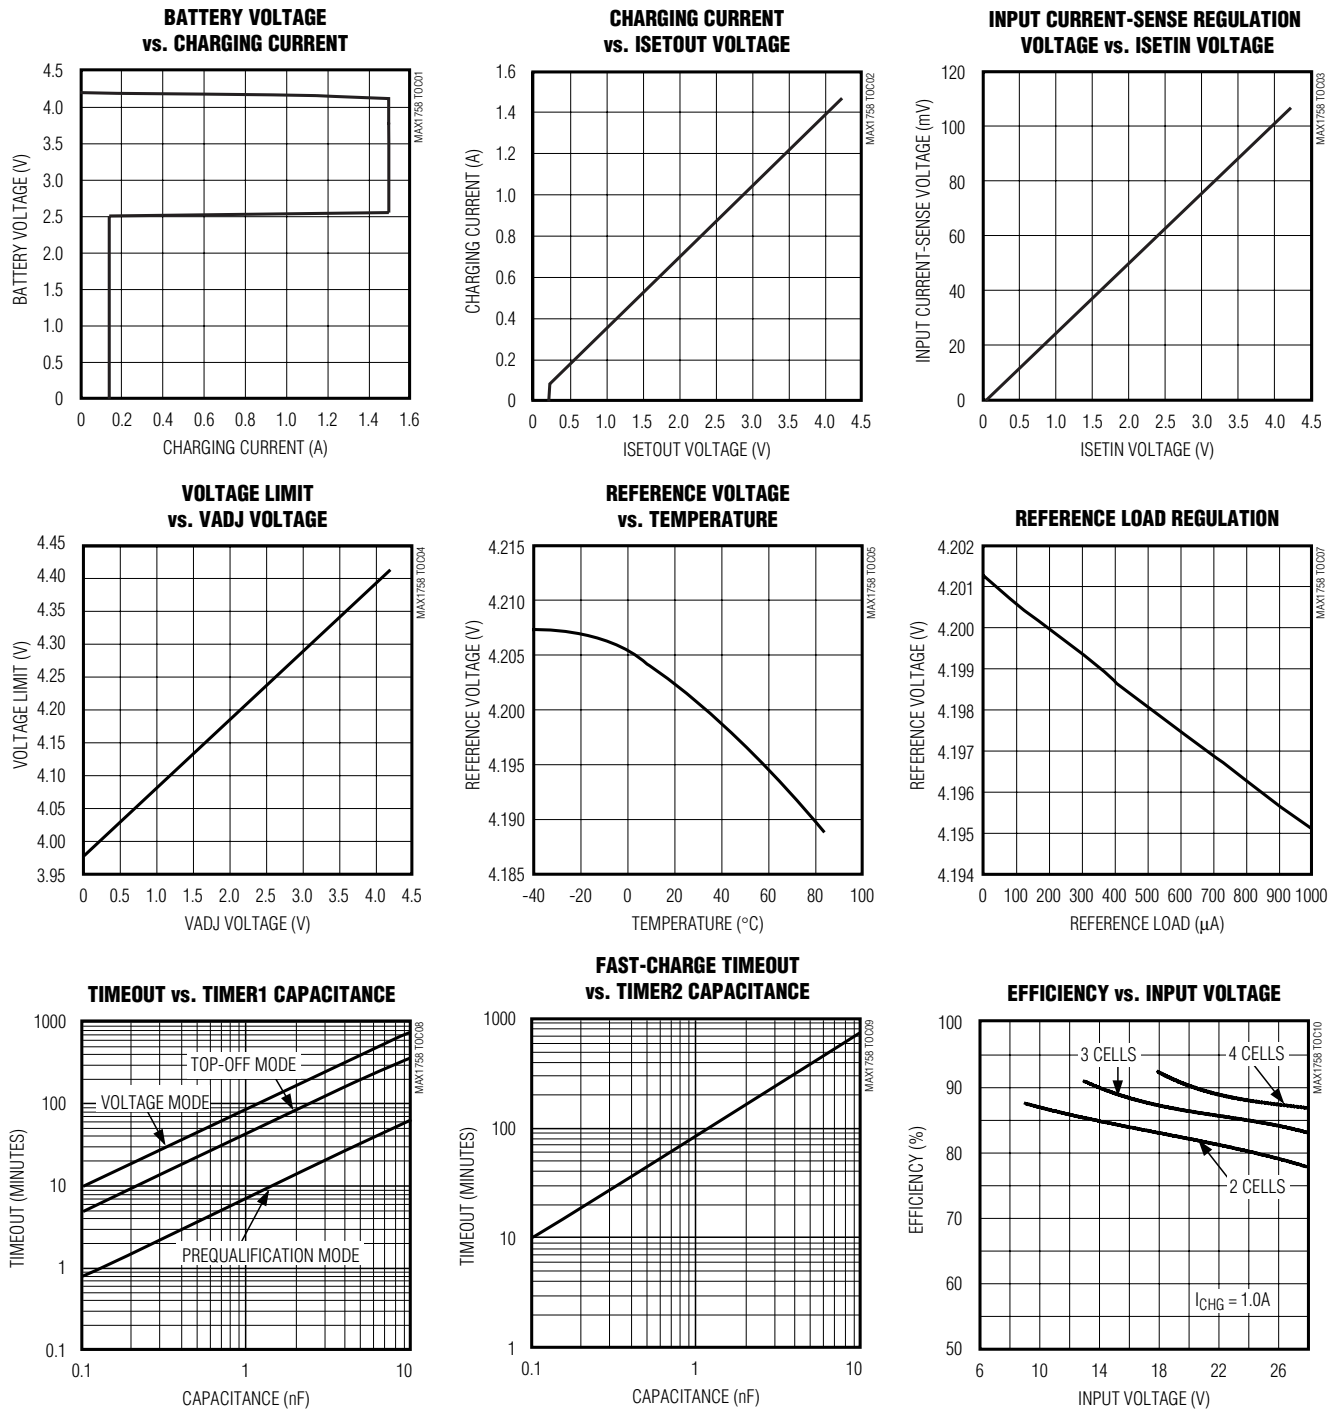 BATTERY VOLTAGE
vs. CHARGING CURRENT
4.5
4.0
3.5
3.0
2.5
2.0
1.5
1.0
0.5
0
BATTERY VOLTAGE (V)
0 0.2 0.4 0.6 0.8 1.0 1.2 1.4 1.6
CHARGING CURRENT (A)
MAX1758 TOC01
CHARGING CURRENT
vs. ISETOUT VOLTAGE
1.6
1.4
1.2
1.0
0.8
0.6
0.4
0.2
0
CHARGING CURRENT (A)
0 0.5 1.0 1.5 2.0 2.5 3.0 3.5 4.0 4.5
ISETOUT VOLTAGE (V)
MAX1758 TOC02
INPUT CURRENT-SENSE REGULATION
VOLTAGE vs. ISETIN VOLTAGE
120
100
80
60
40
20
0
INPUT CURRENT-SENSE VOLTAGE (mV)
0 0.5 1.0 1.5 2.0 2.5 3.0 3.5 4.0 4.5
ISETIN VOLTAGE (V)
MAX1758 TOC03
VOLTAGE LIMIT
vs. VADJ VOLTAGE
4.45
4.40
4.35
4.30
4.25
4.20
4.15
4.10
4.05
4.00
3.95
VOLTAGE LIMIT (V)
0 0.5 1.0 1.5 2.0 2.5 3.0 3.5 4.0 4.5
VADJ VOLTAGE (V)
MAX1758 TOC04
REFERENCE VOLTAGE
vs. TEMPERATURE
4.215
4.210
4.205
4.200
4.195
4.190
4.185
REFERENCE VOLTAGE (V)
-40 -20 0 20 40 60 80 100
TEMPERATURE (°C)
MAX1758 TOC05
REFERENCE LOAD REGULATION
4.202
4.201
4.200
4.199
4.198
4.197
4.196
4.195
4.194
REFERENCE VOLTAGE (V)
0 100 200 300 400 500 600 700 800 900 1000
REFERENCE LOAD (µA)
MAX1758 TOC07
TIMEOUT vs. TIMER1 CAPACITANCE
1000
100
10
1
0.1
TIMEOUT (MINUTES)
TOP-OFF MODE
VOLTAGE MODE
PREQUALIFICATION MODE
0.1 1 10
CAPACITANCE (nF)
MAX1758 TOC08
FAST-CHARGE TIMEOUT
vs. TIMER2 CAPACITANCE
1000
100
10
1
TIMEOUT (MINUTES)
0.1 1 10
CAPACITANCE (nF)
MAX1758 TOC09
EFFICIENCY vs. INPUT VOLTAGE
100
90
80
70
60
50
EFFICIENCY (%)
3 CELLS
4 CELLS
2 CELLS
ICHG = 1.0A
6 10 14 18 22 26
INPUT VOLTAGE (V)
MAX1758 TOC10